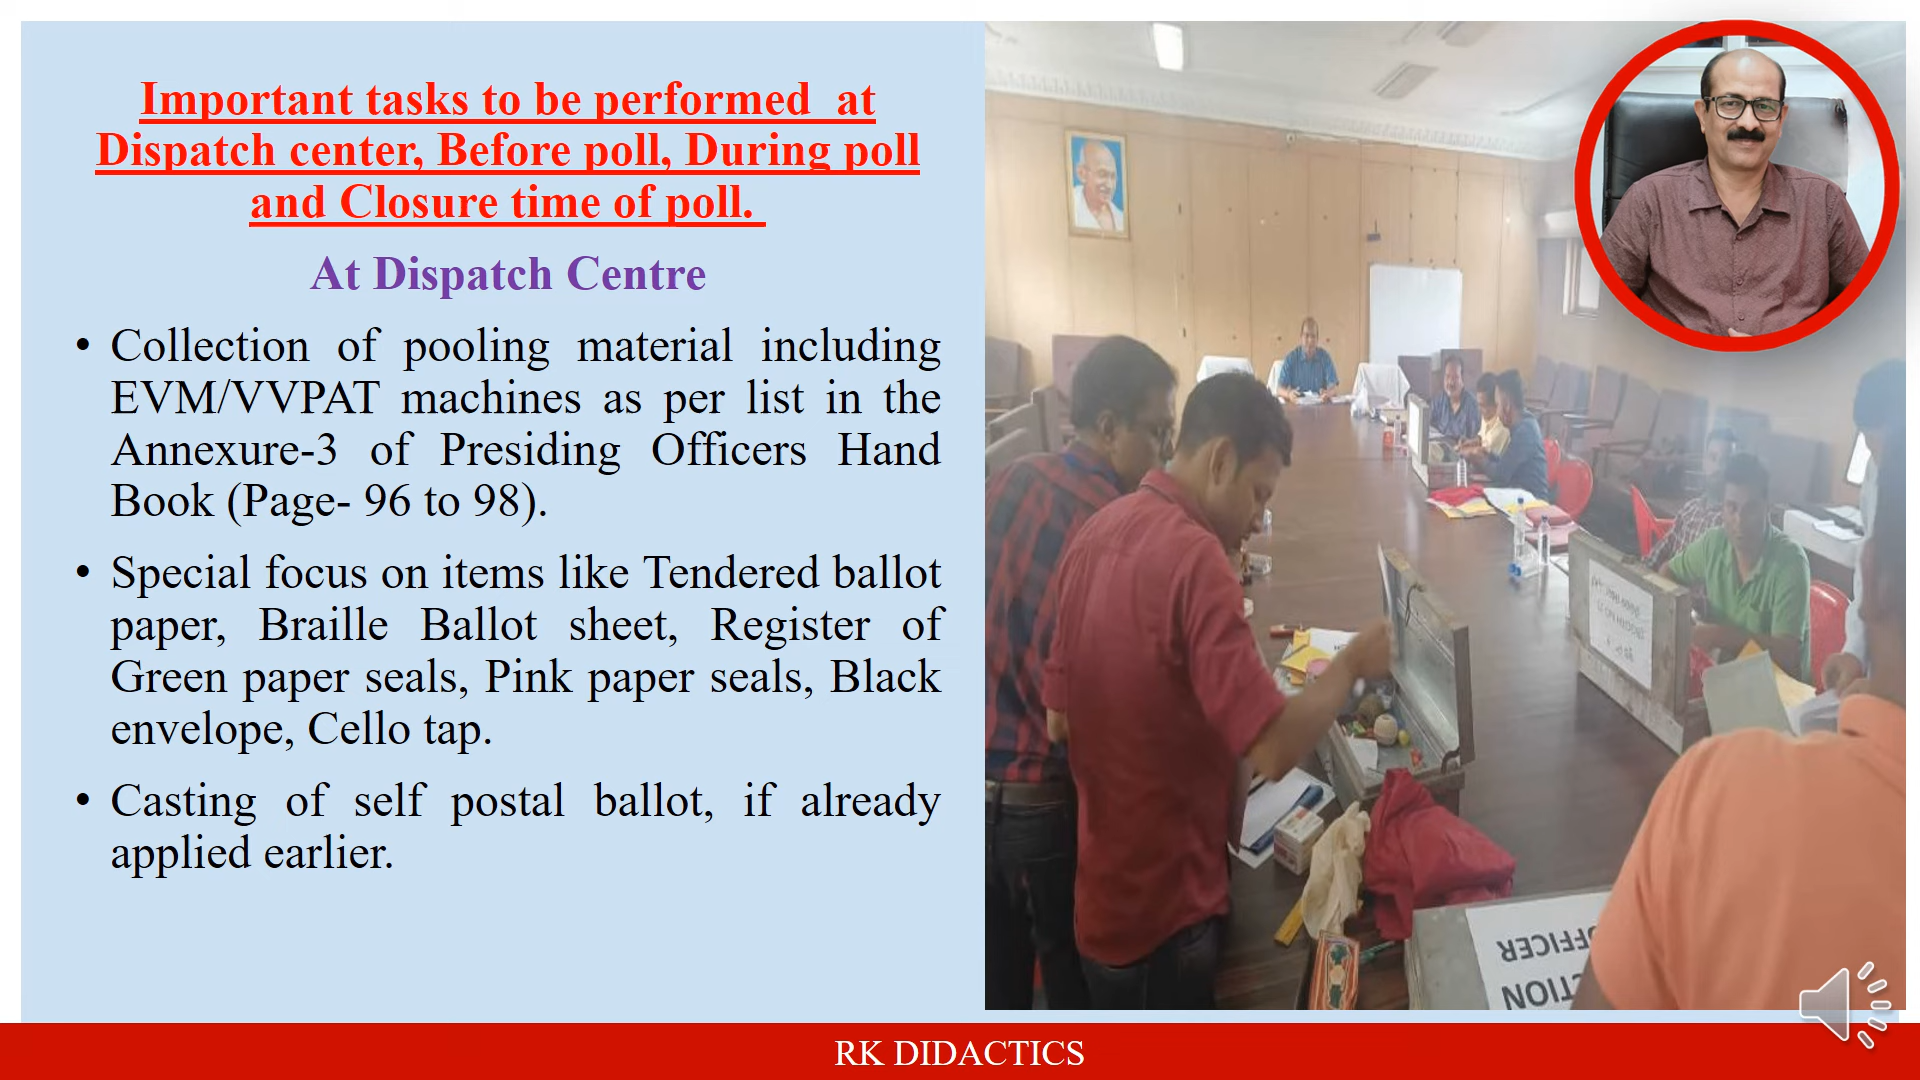 Important tasks to be performed at
Dispatch center, Before poll, During poll
and Closure time of poll.
At Dispatch Centre
• Collection of pooling material including
EVM/VVPAT machines as per list in the
Annexure-3 of Presiding Officers Hand
Book (Page- 96 to 98).
• Special focus on items like Tendered ballot
paper, Braille Ballot sheet, Register of
Green paper seals, Pink paper seals, Black
envelope, Cello tap.
• Casting of self postal ballot, if already
applied earlier.
RK DIDACTICS